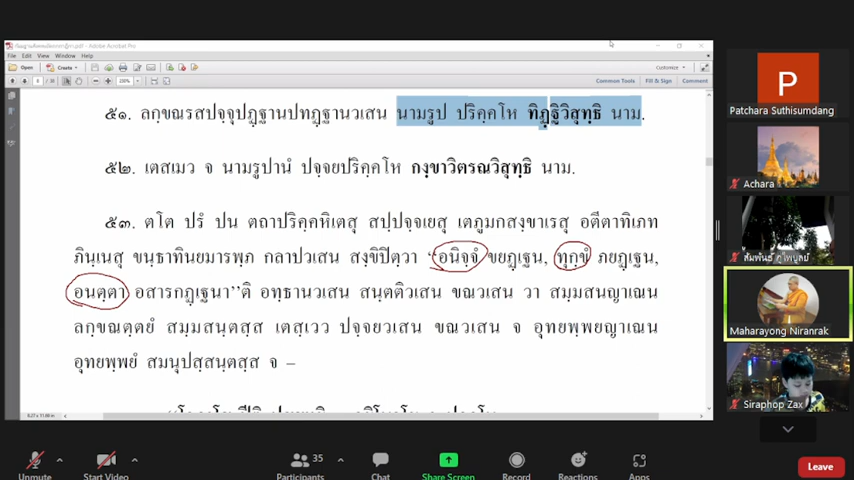 File Edit View Window Help
Open
Create
Customize
Common Tools
Fill & Sign
Comment
๕๑. ลกฺขณรสปจฺจุปฏฺฐานปทฏฺฐานวเสน นามรูป ปริคฺคโห ทิฏฺฐิวิสุทฺธิ นาม.
๕๒. เตสเมว จ นามรูปานํ ปจฺจยปริคฺคโห กงฺขาวิตรณวิสุทฺธิ นาม.
๕๓. ตโต ปรํ ปน ตถาปริคฺคหิเตสุ สปฺปจฺจเยสุ เตภูมกสงฺขาเรสุ อตีตาทิเภท
ภินฺเนสุ ขนฺธาทินยมารพฺภ กลาปวเสน สงฺขิปิตฺวา “อนิจฺจํ ขยฏฺเฐน, ทุกฺขํ ภยฏฺเฐน,
อนตฺตา อสารกฏฺเฐนา”ติ อทฺธานวเสน สนฺตติวเสน ขณวเสน วา สมฺมสนญาเณน
ลกฺขณตฺตยํ สมฺมสนฺตสฺส เตสฺเวว ปจฺจยวเสน ขณวเสน จ อุทยพฺพยญาเณน
อุทยพฺพยํ สมนุปสฺสนฺตสฺส จ –
P
Patchara Suthisumdang
Achara
สัมพันธ์ ภู่ไพบูลย์
Maharayong Niranrak
Siraphop Zax
Unmute
Start Video
35
Participants
Chat
Share Screen
Record
Reactions
Apps
Leave